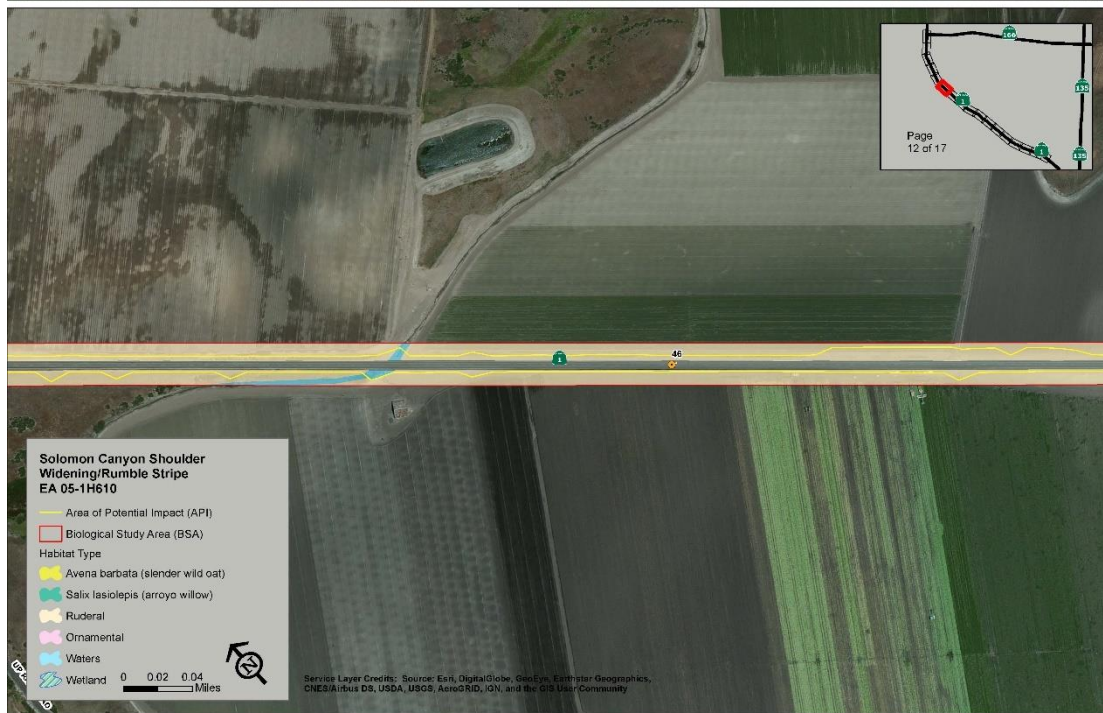 166
135
1
Page
12 of 17
1
135
46
1
Solomon Canyon Shoulder
Widening/Rumble Stripe
EA 05-1H610
Area of Potential Impact (API)
Biological Study Area (BSA)
Habitat Type
Avena barbata (slender wild oat)
Salix lasiolepis (arroyo willow)
Ruderal
Ornamental
Waters
Wetland
0 0.02 0.04
Miles
N
UP
Service Layer Credits: Source: Esri, DigitalGlobe, GeoEye, Earthstar Geographics,
CNES/Airbus DS, USDA, USGS, AeroGRID, IGN, and the GIS User Community